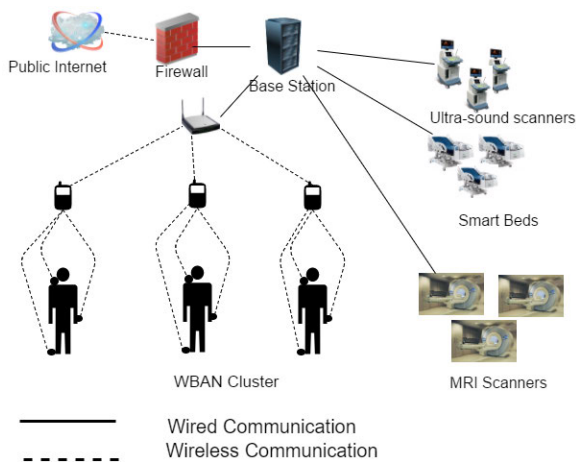 Public Internet
Firewall
Base Station
Ultra-sound scanners
Smart Beds
WBAN Cluster
MRI Scanners
Wired Communication
Wireless Communication